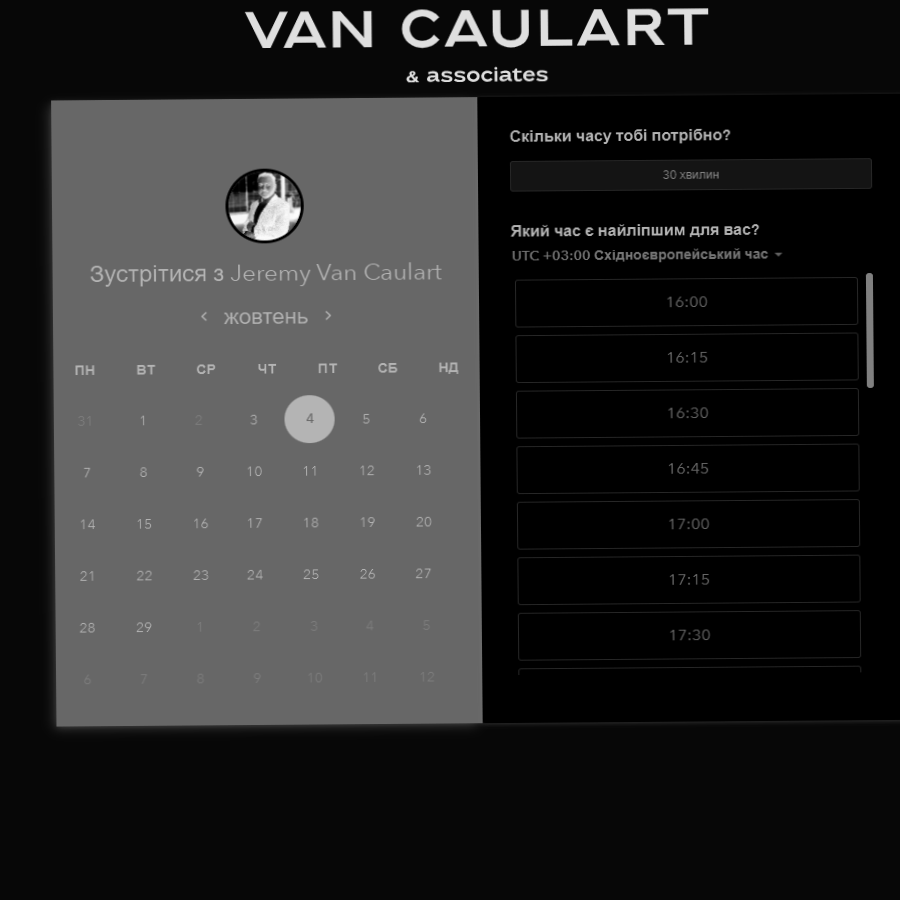 VAN CAULART
& associates
Зустрітися з Jeremy Van Caulart
жовтень
ПН ВТ СР ЧТ ПТ СБ НД
31 1 2 3 4 5 6
7 8 9 10 11 12 13
14 15 16 17 18 19 20
21 22 23 24 25 26 27
28 29 1 2 3 4 5
6 7 8 9 10 11 12
Скільки часу тобі потрібно?
30 хвилин
Який час є найліпшим для вас?
UTC +03:00 Східноєвропейський час
16:00
16:15
16:30
16:45
17:00
17:15
17:30